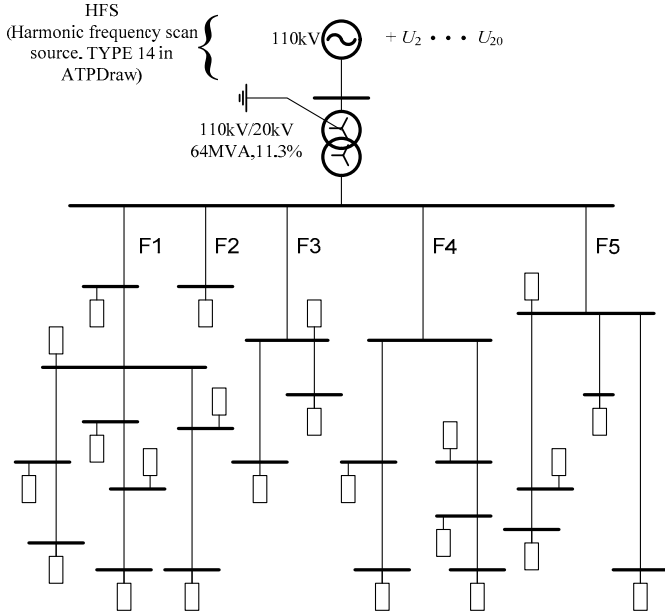 HFS
(Harmonic frequency scan
source. TYPE 14 in
ATPDraw)
110kV
+ U2 • • • U20
110kV/20kV
64MVA,11.3%
F1
F2
F3
F4
F5